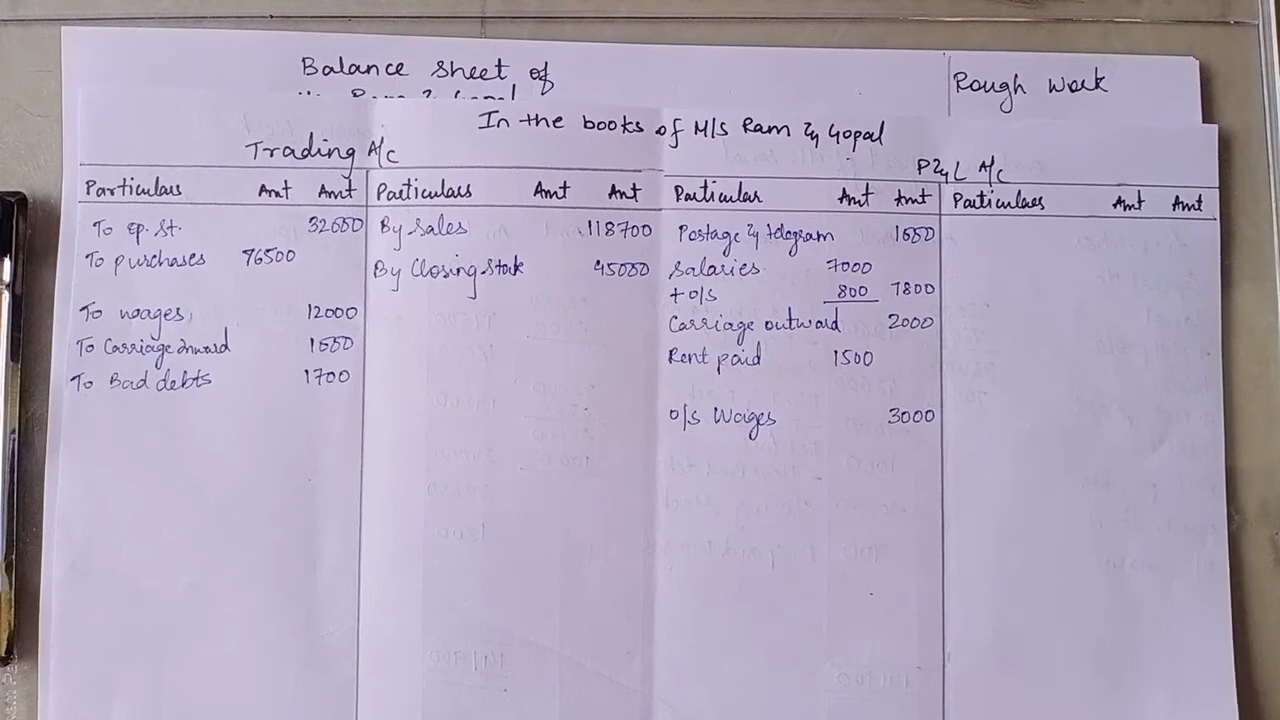 Balance Sheet of
Rough Work
In the books of M/S Ram & Gopal
Trading A/c
P & L A/c
Particulars Amt Amt Particulars Amt Amt Particular Amt Amt Particulars Amt Amt
To op. St. 32000 By Sales 118700 Postage & telegram 1000
To purchases 76500 By Closing Stock 45000 Salaries 7000
+ o/s 800 7800
To wages, 12000 Carriage outward 2000
To Carriage Inward 1000 Rent paid 1500
To Bad debts 1700
o/s Wages 3000